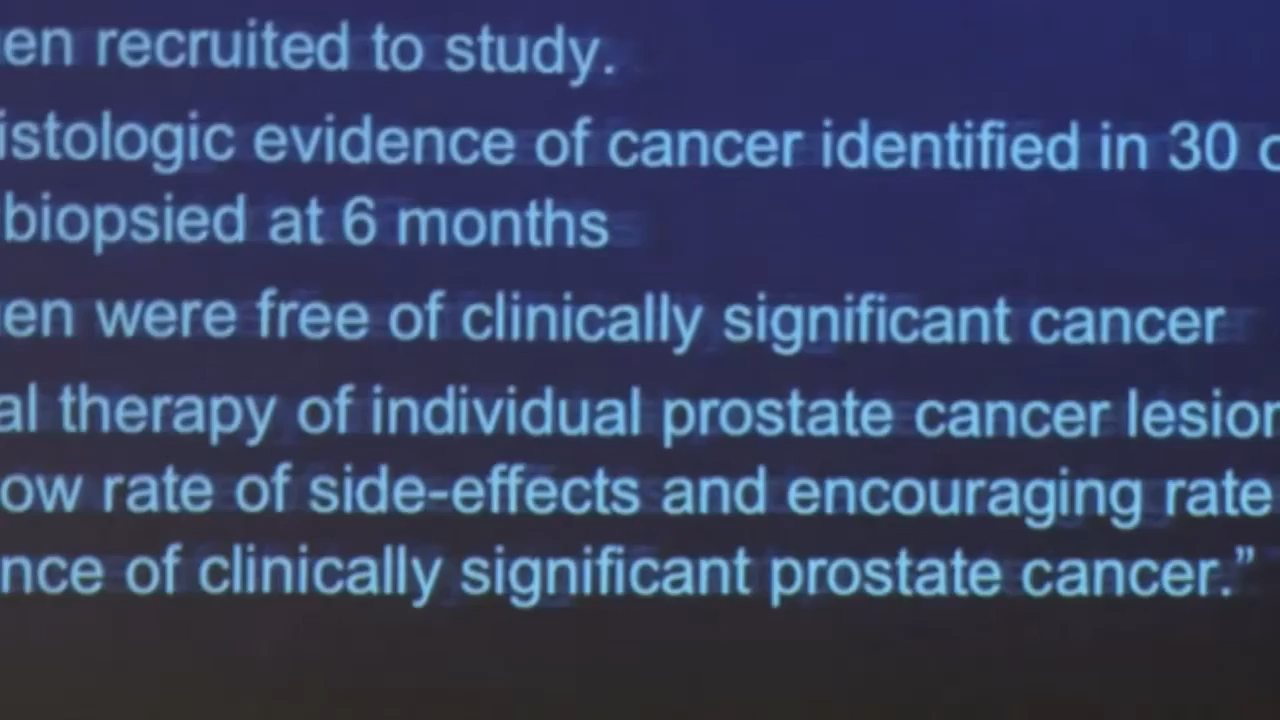 en recruited to study.
istologic evidence of cancer identified in 30
biopsied at 6 months
en were free of clinically significant cancer
al therapy of individual prostate cancer lesion
ow rate of side-effects and encouraging rate
nce of clinically significant prostate cancer.”